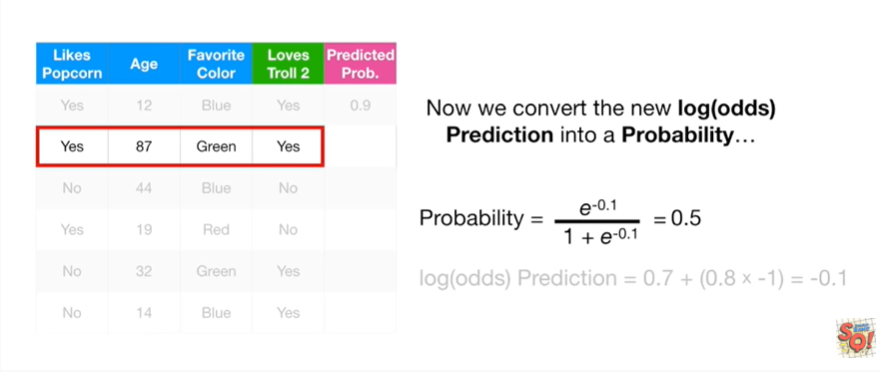 Likes Popcorn Age Favorite Color Loves Troll 2 Predicted Prob.
Yes 12 Blue Yes 0.9
Yes 87 Green Yes
No 44 Blue No
Yes 19 Red No
No 32 Green Yes
No 14 Blue Yes
Now we convert the new log(odds)
Prediction into a Probability...
Probability = e^-0.1 / 1 + e^-0.1 = 0.5
log(odds) Prediction = 0.7 + (0.8 × -1) = -0.1
SQ!